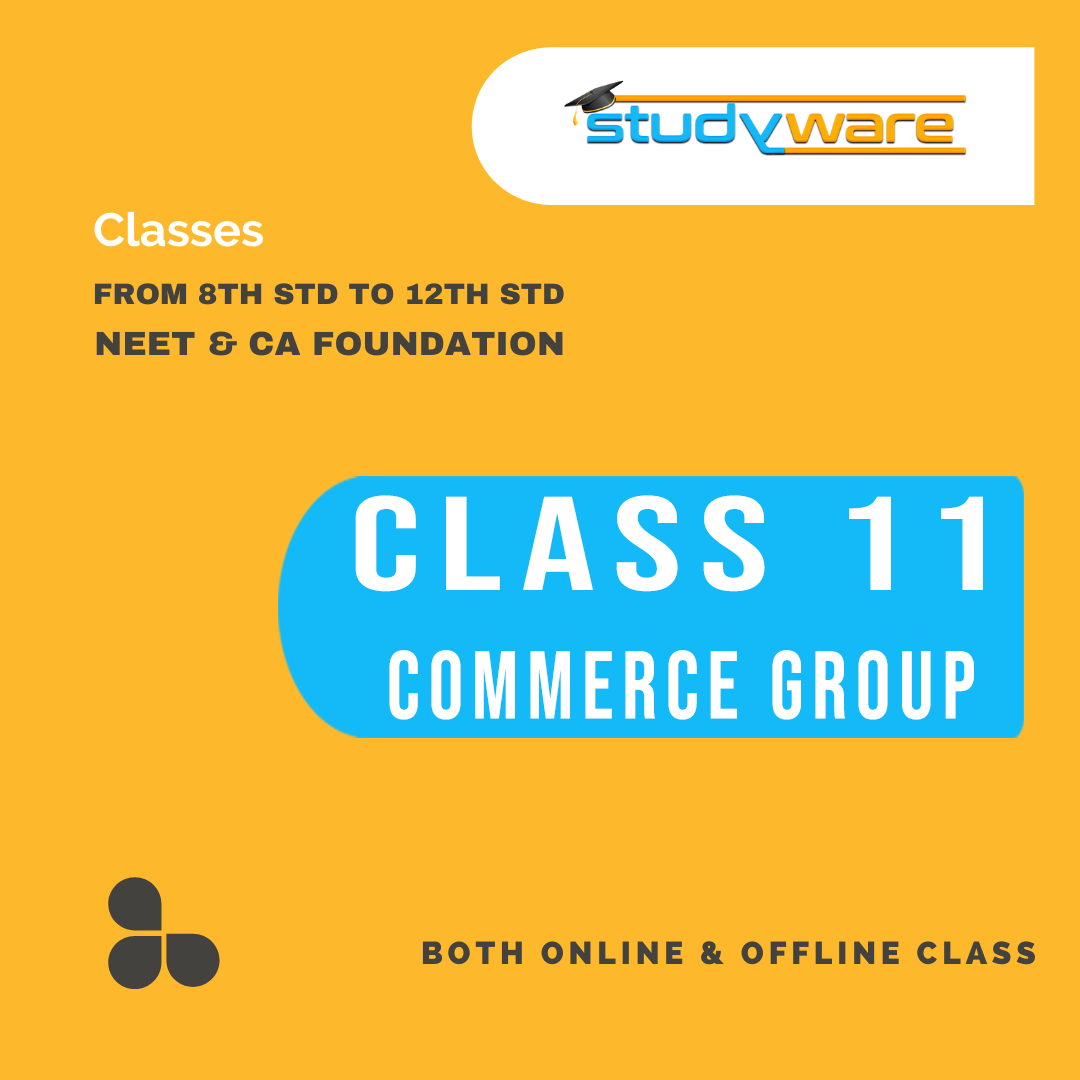 studyware
Classes
FROM 8TH STD TO 12TH STD
NEET & CA FOUNDATION
CLASS 11
COMMERCE GROUP
BOTH ONLINE & OFFLINE CLASS